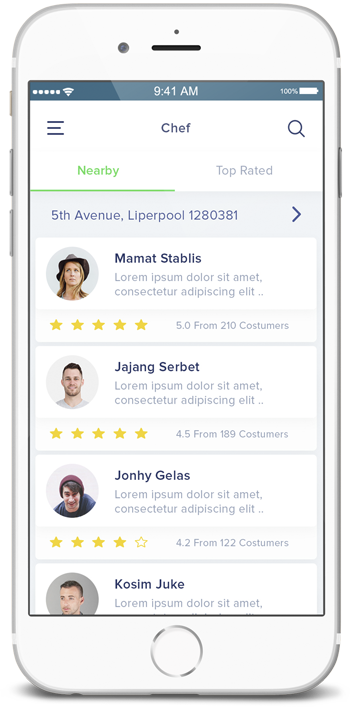 9:41 AM
100%
Chef
Nearby
Top Rated
5th Avenue, Liperpool 1280381
Mamat Stablis
Lorem ipsum dolor sit amet,
consectetur adipiscing elit ..
5.0 From 210 Costumers
Jajang Serbet
Lorem ipsum dolor sit amet,
consectetur adipiscing elit ..
4.5 From 189 Costumers
Jonhy Gelas
Lorem ipsum dolor sit amet,
consectetur adipiscing elit ..
4.2 From 122 Costumers
Kosim Juke
Lorem ipsum dolor sit amet,